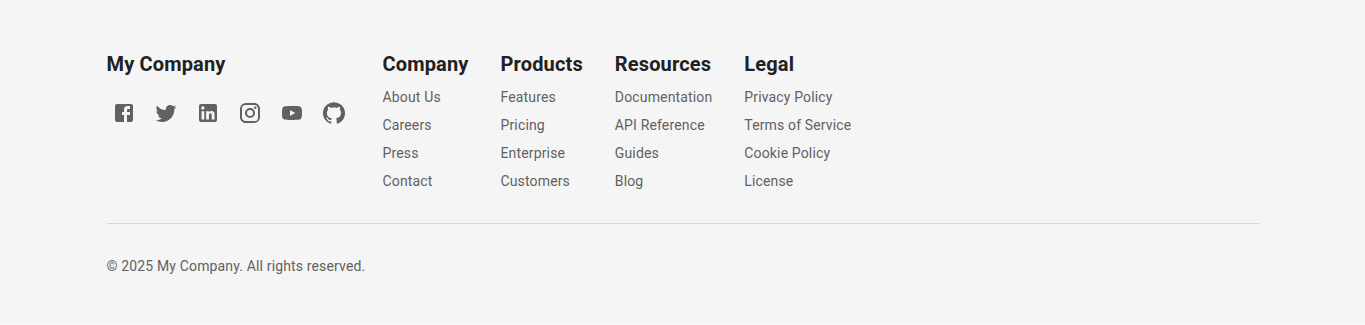 My Company
Company
About Us
Careers
Press
Contact
Products
Features
Pricing
Enterprise
Customers
Resources
Documentation
API Reference
Guides
Blog
Legal
Privacy Policy
Terms of Service
Cookie Policy
License
© 2025 My Company. All rights reserved.